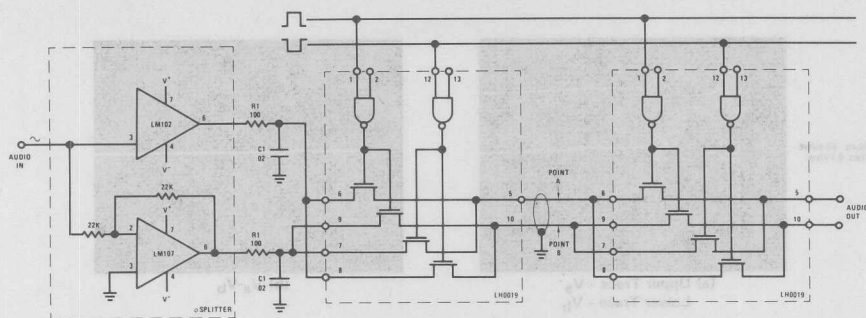 1 2 12 13 1 2 12 13
V+
7
LM102
6
3
4
V-
R1
100
C1
.02
AUDIO
IN
22K
22K
V+
7
2
LM107
6
3
4
V-
R1
100
C1
.02
φ SPLITTER
6
9
7
8
5
10
LH0019
POINT
A
POINT
B
6
9
7
8
5
10
LH0019
AUDIO
OUT